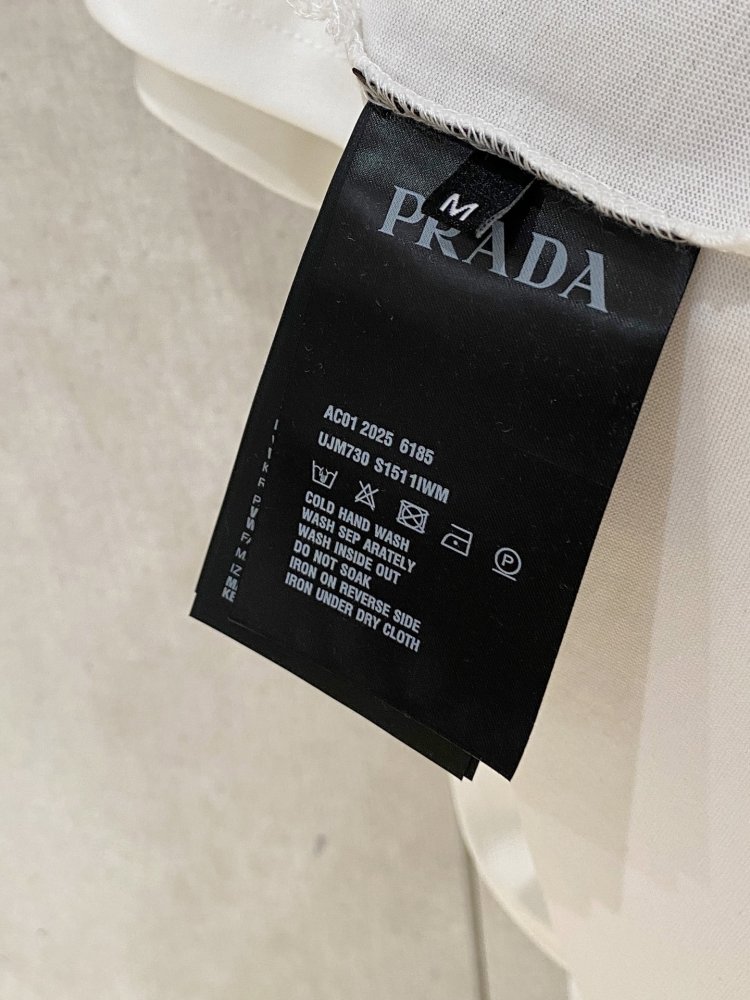 M
PRADA
AC01 2025 6185
UJM730 S1511IWM
P
COLD HAND WASH
WASH SEP ARATELY
WASH INSIDE OUT
DO NOT SOAK
IRON ON REVERSE SIDE
IRON UNDER DRY CLOTH